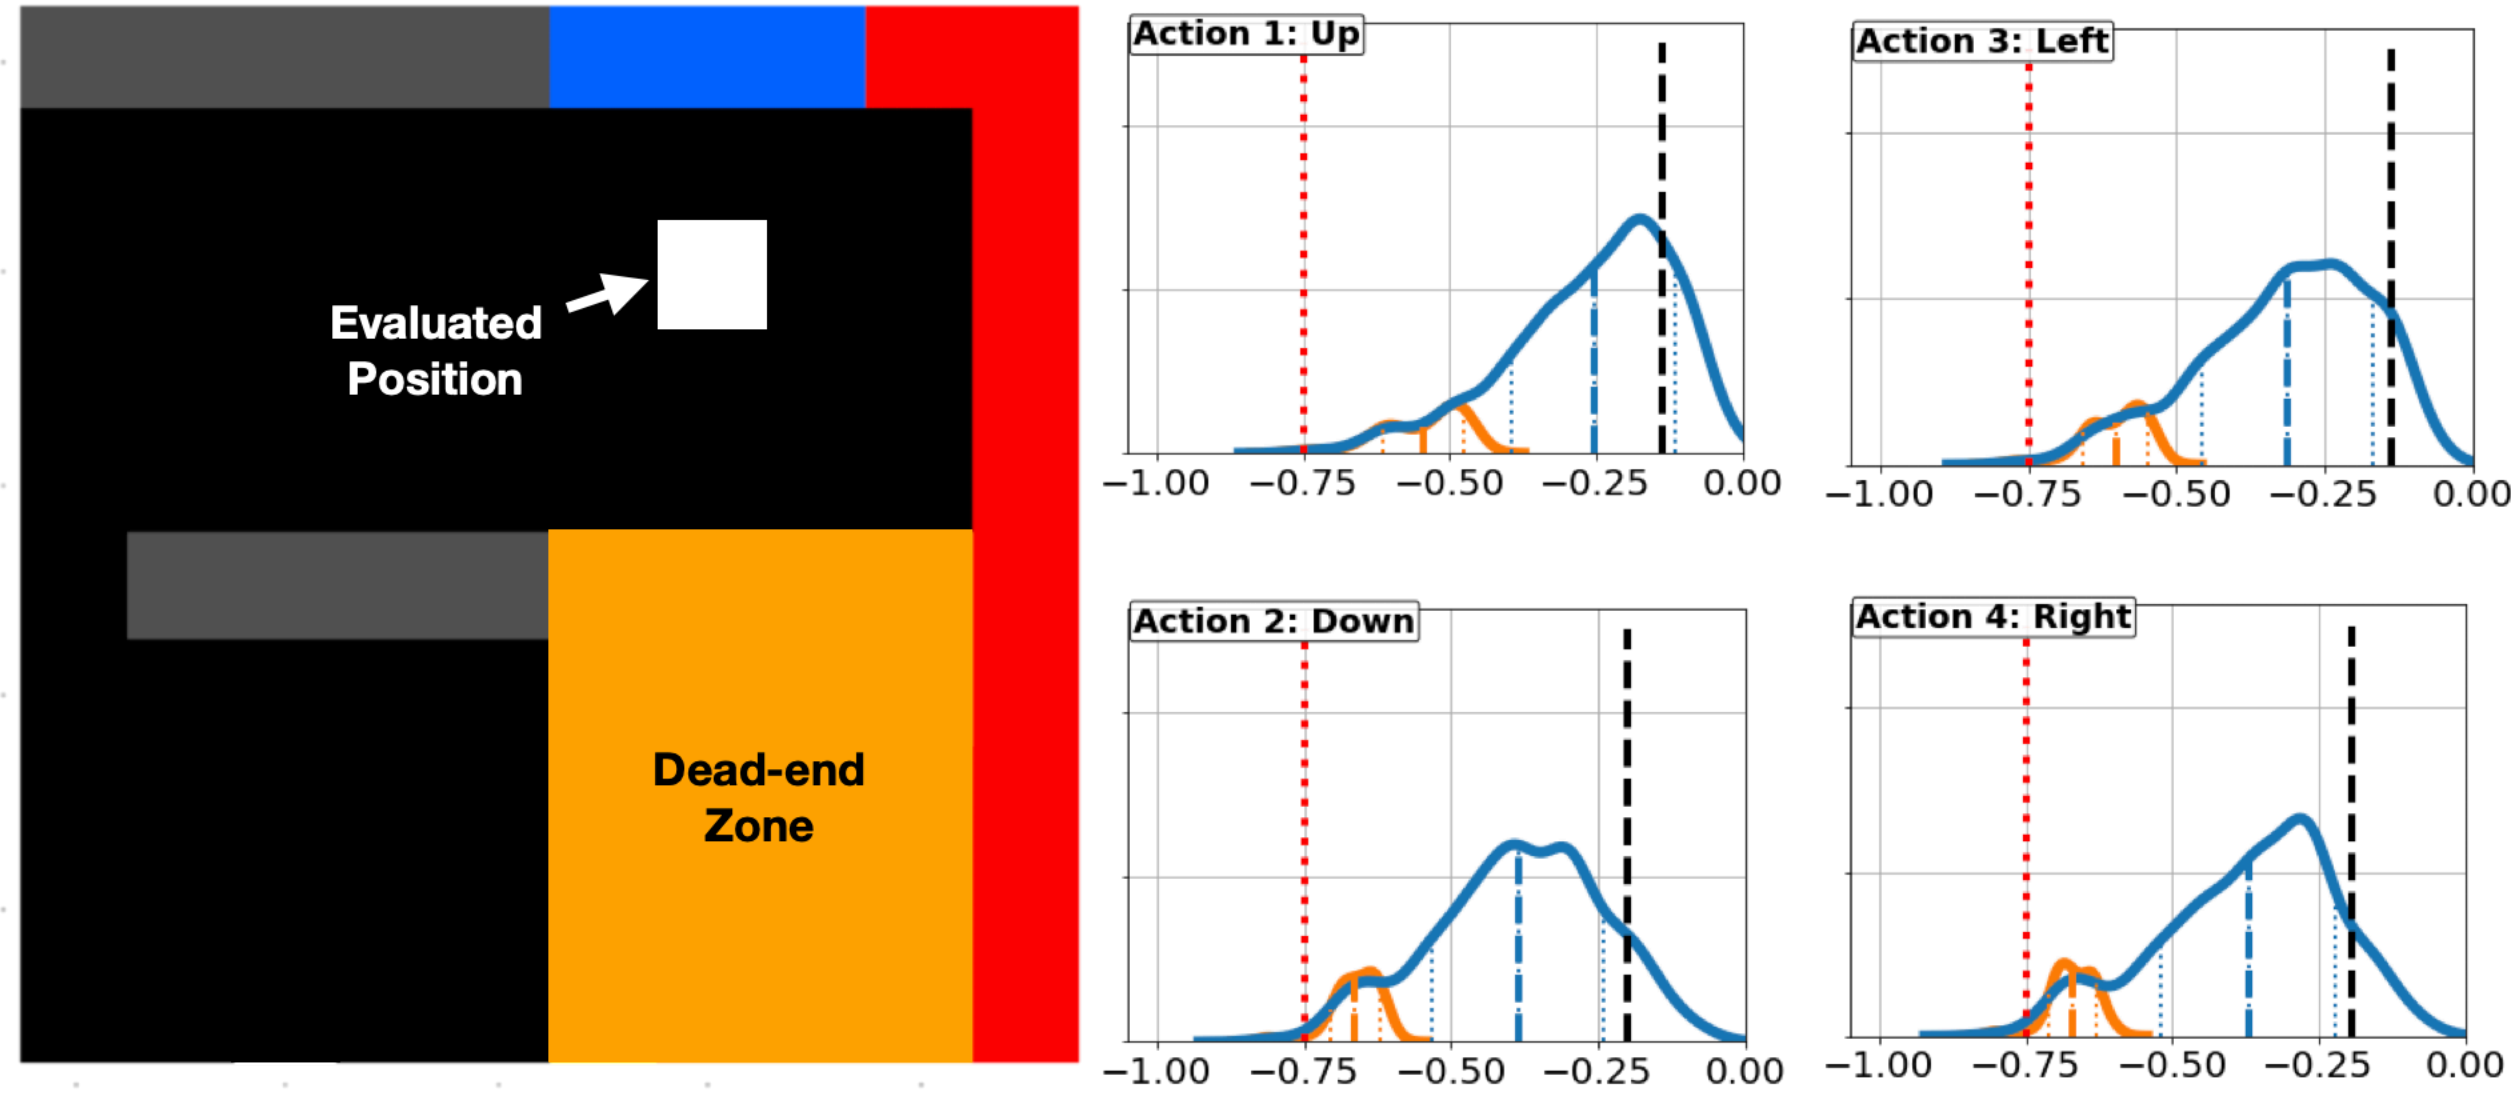 Evaluated
Position
Dead-end
Zone
Action 1: Up
−1.00 −0.75 −0.50 −0.25 0.00
Action 3: Left
−1.00 −0.75 −0.50 −0.25 0.00
Action 2: Down
−1.00 −0.75 −0.50 −0.25 0.00
Action 4: Right
−1.00 −0.75 −0.50 −0.25 0.00